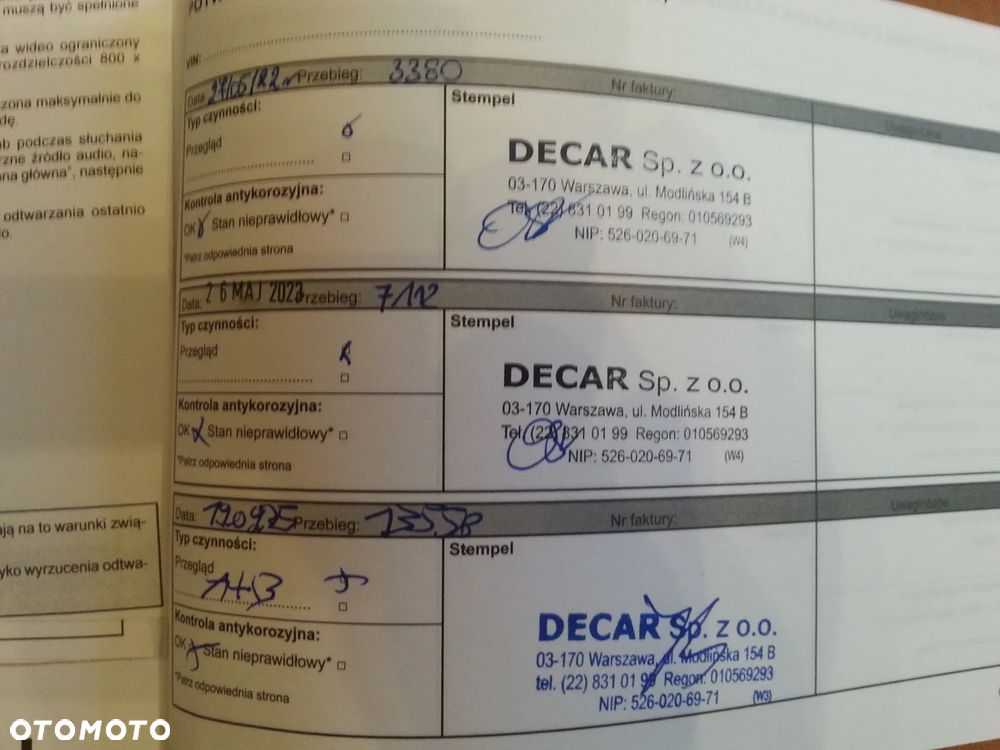 muszą być spełnione
a wideo ograniczony
rozdzielczości 800 x
zona maksymalnie do
dę.
ab podczas słuchania
rzne źródło audio, na-
ona główna", następnie
odtwarzania ostatnio
io.
ają na to warunki zwią-
yko wyrzucenia odtwa-
VIN:
Data: 27/05/22 Przebieg: 3380 Nr faktury:
Typ czynności:
Przegląd
Kontrola antykorozyjna:
OK Stan nieprawidłowy*
*Patrz odpowiednia strona
Stempel
DECAR Sp. z o.o.
03-170 Warszawa, ul. Modlińska 154 B
Tel. (22) 831 01 99 Regon: 010569293
NIP: 526-020-69-71 (W4)
Data: 26 MAJ 2023 Przebieg: 7112 Nr faktury:
Typ czynności:
Przegląd
Kontrola antykorozyjna:
OK Stan nieprawidłowy*
*Patrz odpowiednia strona
Stempel
DECAR Sp. z o.o.
03-170 Warszawa, ul. Modlińska 154 B
Tel. (22) 831 01 99 Regon: 010569293
NIP: 526-020-69-71 (W4)
Data: Przebieg: 13558 Nr faktury:
Typ czynności:
Przegląd
A+B
Kontrola antykorozyjna:
OK Stan nieprawidłowy*
*Patrz odpowiednia strona
Stempel
DECAR Sp. z o.o.
03-170 Warszawa, ul. Modlińska 154 B
tel. (22) 831 01 99 Regon: 010569293
NIP: 526-020-69-71 (W3)
OTOMOTO